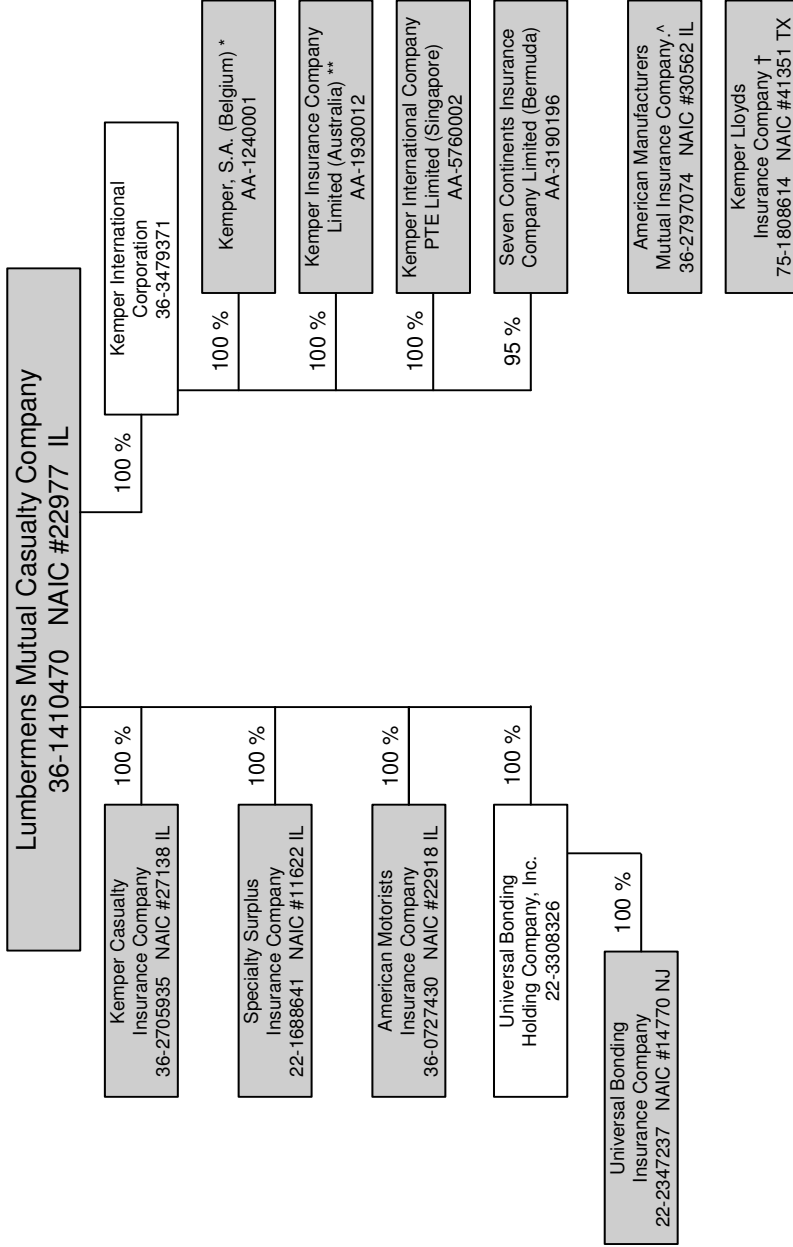 Lumbermens Mutual Casualty Company
36-1410470 NAIC #22977 IL
100 %
Kemper Casualty
Insurance Company
36-2705935 NAIC #27138 IL
100 %
Specialty Surplus
Insurance Company
22-1688641 NAIC #11622 IL
100 %
American Motorists
Insurance Company
36-0727430 NAIC #22918 IL
100 %
Universal Bonding
Holding Company, Inc.
22-3308326
100 %
Universal Bonding
Insurance Company
22-2347237 NAIC #14770 NJ
100 %
Kemper International
Corporation
36-3479371
100 %
Kemper, S.A. (Belgium) *
AA-1240001
100 %
Kemper Insurance Company
Limited (Australia) **
AA-1930012
100 %
Kemper International Company
PTE Limited (Singapore)
AA-5760002
95 %
Seven Continents Insurance
Company Limited (Bermuda)
AA-3190196
American Manufacturers
Mutual Insurance Company.^
36-2797074 NAIC #30562 IL
Kemper Lloyds
Insurance Company †
75-1808614 NAIC #41351 TX